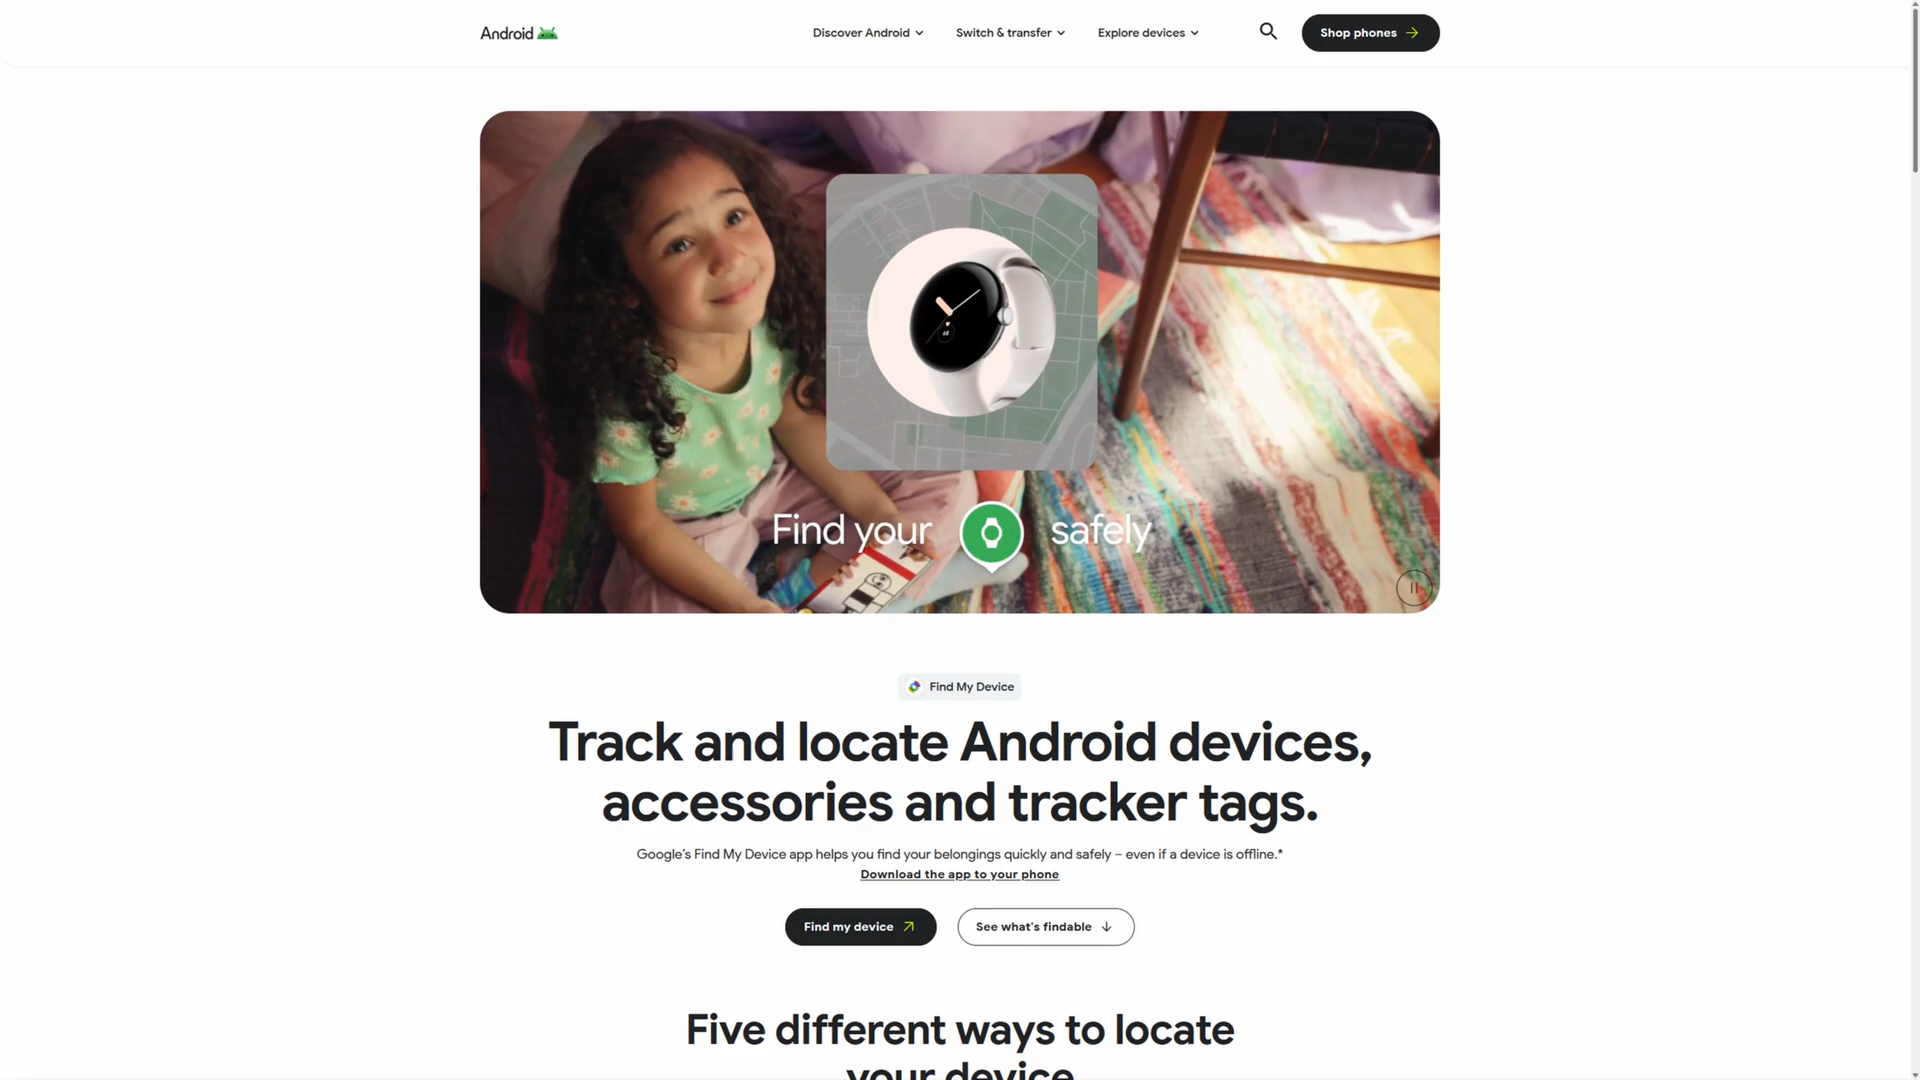 Android
Discover Android
Switch & transfer
Explore devices
Shop phones
Find your safely
Find My Device
Track and locate Android devices,
accessories and tracker tags.
Google's Find My Device app helps you find your belongings quickly and safely – even if a device is offline.*
Download the app to your phone
Find my device
See what's findable
Five different ways to locate
your device